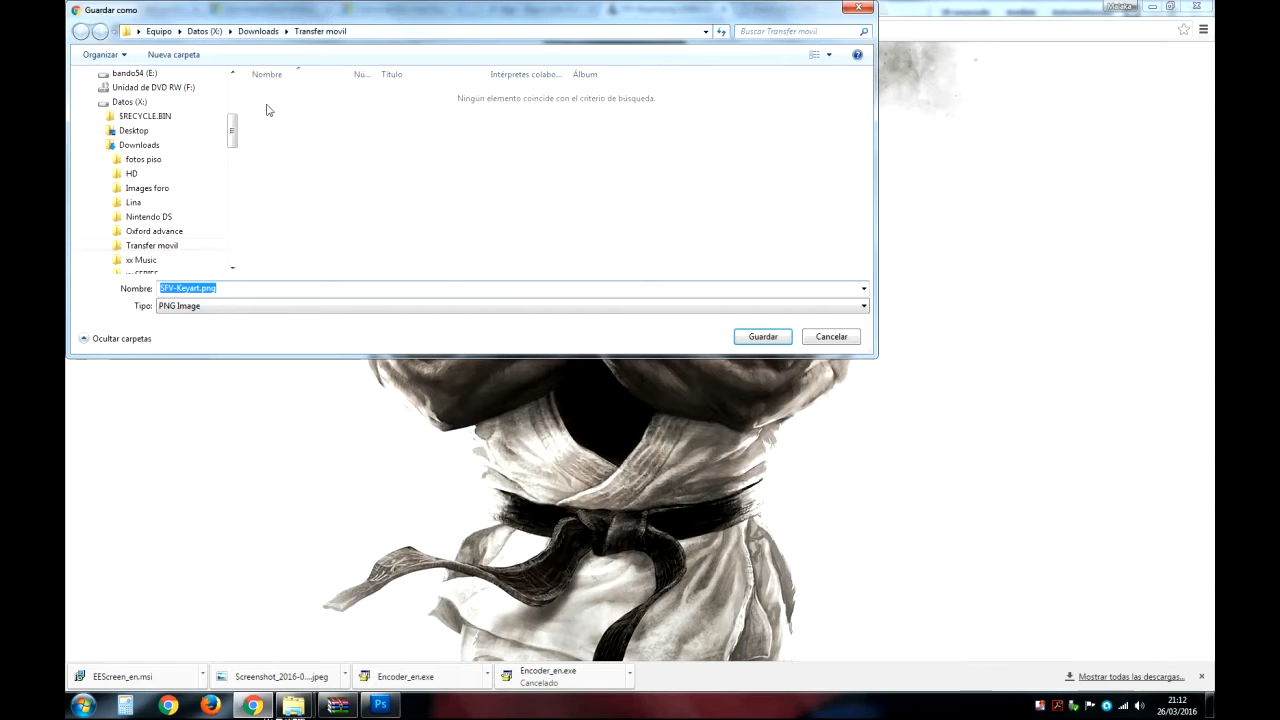 Guardar como
Melaka
Equipo Datos (X:) Downloads Transfer movil
Buscar Transfer movil
Organizar Nueva carpeta
Nombre Nú... Título Intérpretes colabo... Álbum
Ningún elemento coincide con el criterio de búsqueda.
bando54 (E:)
Unidad de DVD RW (F:)
Datos (X:)
$RECYCLE.BIN
Desktop
Downloads
fotos piso
HD
Images foro
Lina
Nintendo DS
Oxford advance
Transfer movil
xx Music
Nombre: SFV-Keyart.png
Tipo: PNG Image
Ocultar carpetas
Guardar Cancelar
EEScreen_en.msi
Screenshot_2016-0....jpeg
Encoder_en.exe
Encoder_en.exe
Cancelado
Mostrar todas las descargas...
Ps
21:12
26/03/2016